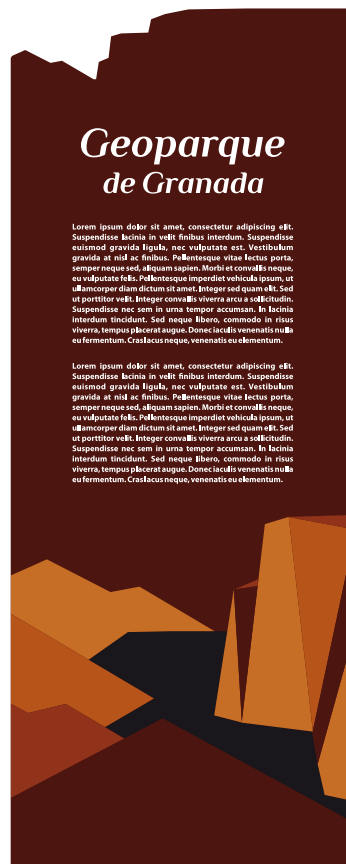 Geoparque
de Granada
Lorem ipsum dolor sit amet, consectetur adipiscing elit.
Suspendisse lacinia in velit finibus interdum. Suspendisse
euismod gravida ligula, nec vulputate est. Vestibulum
gravida at nisl ac finibus. Pellentesque vitae lectus porta,
semper neque sed, aliquam sapien. Morbi et convallis neque,
eu vulputate felis. Pellentesque imperdiet vehicula ipsum, ut
ullamcorper diam dictum sit amet. Integer sed quam elit. Sed
ut porttitor velit. Integer convallis viverra arcu a sollicitudin.
Suspendisse nec sem in urna tempor accumsan. In lacinia
interdum tincidunt. Sed neque libero, commodo in risus
viverra, tempus placerat augue. Donec iaculis venenatis nulla
eu fermentum. Cras lacus neque, venenatis eu elementum.
Lorem ipsum dolor sit amet, consectetur adipiscing elit.
Suspendisse lacinia in velit finibus interdum. Suspendisse
euismod gravida ligula, nec vulputate est. Vestibulum
gravida at nisl ac finibus. Pellentesque vitae lectus porta,
semper neque sed, aliquam sapien. Morbi et convallis neque,
eu vulputate felis. Pellentesque imperdiet vehicula ipsum, ut
ullamcorper diam dictum sit amet. Integer sed quam elit. Sed
ut porttitor velit. Integer convallis viverra arcu a sollicitudin.
Suspendisse nec sem in urna tempor accumsan. In lacinia
interdum tincidunt. Sed neque libero, commodo in risus
viverra, tempus placerat augue. Donec iaculis venenatis nulla
eu fermentum. Cras lacus neque, venenatis eu elementum.